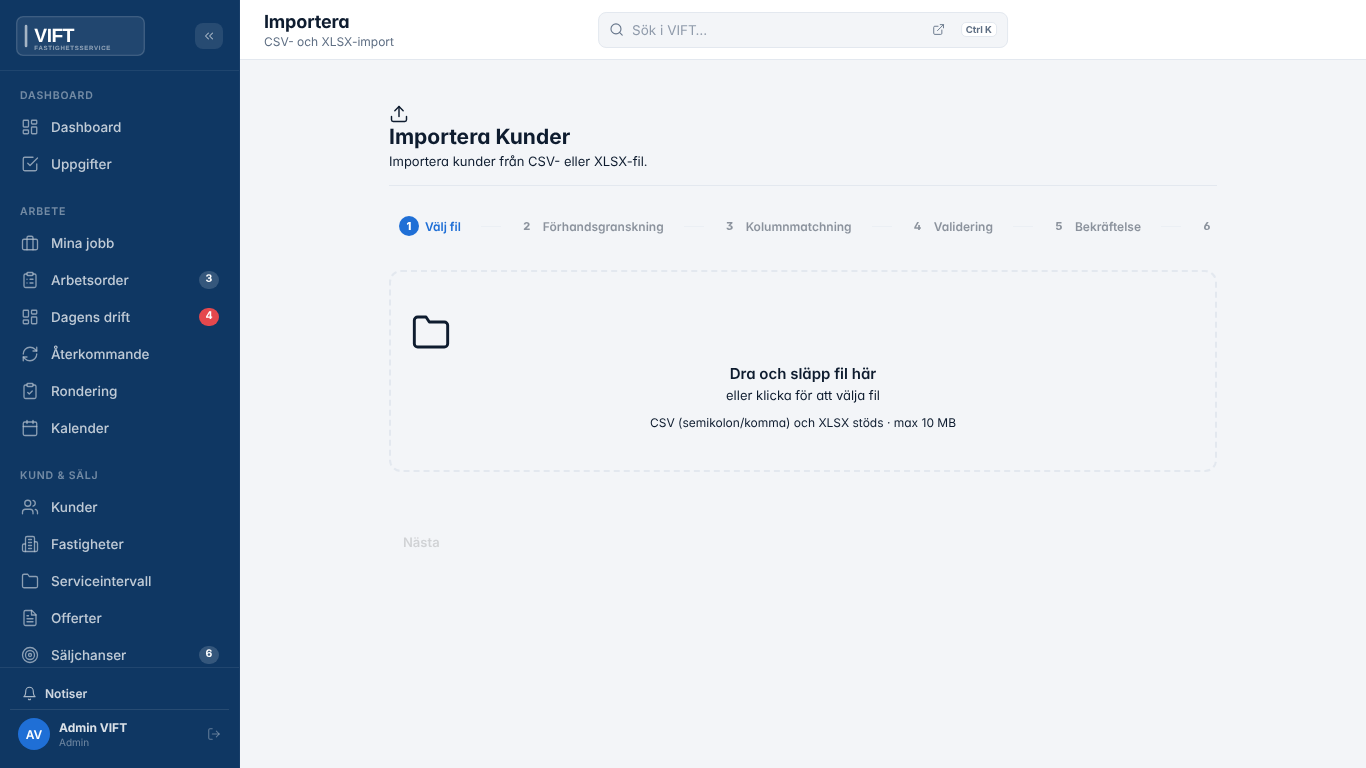 VIFT
FASTIGHETSSERVICE
DASHBOARD
Dashboard
Uppgifter
ARBETE
Mina jobb
Arbetsorder 3
Dagens drift 4
Återkommande
Rondering
Kalender
KUND & SÄLJ
Kunder
Fastigheter
Serviceintervall
Offerter
Säljchanser 6
Notiser
AV Admin VIFT
Admin
Importera
CSV- och XLSX-import
Sök i VIFT... Ctrl K
Importera Kunder
Importera kunder från CSV- eller XLSX-fil.
1 Välj fil 2 Förhandsgranskning 3 Kolumnmatchning 4 Validering 5 Bekräftelse 6
Dra och släpp fil här
eller klicka för att välja fil
CSV (semikolon/komma) och XLSX stöds · max 10 MB
Nästa